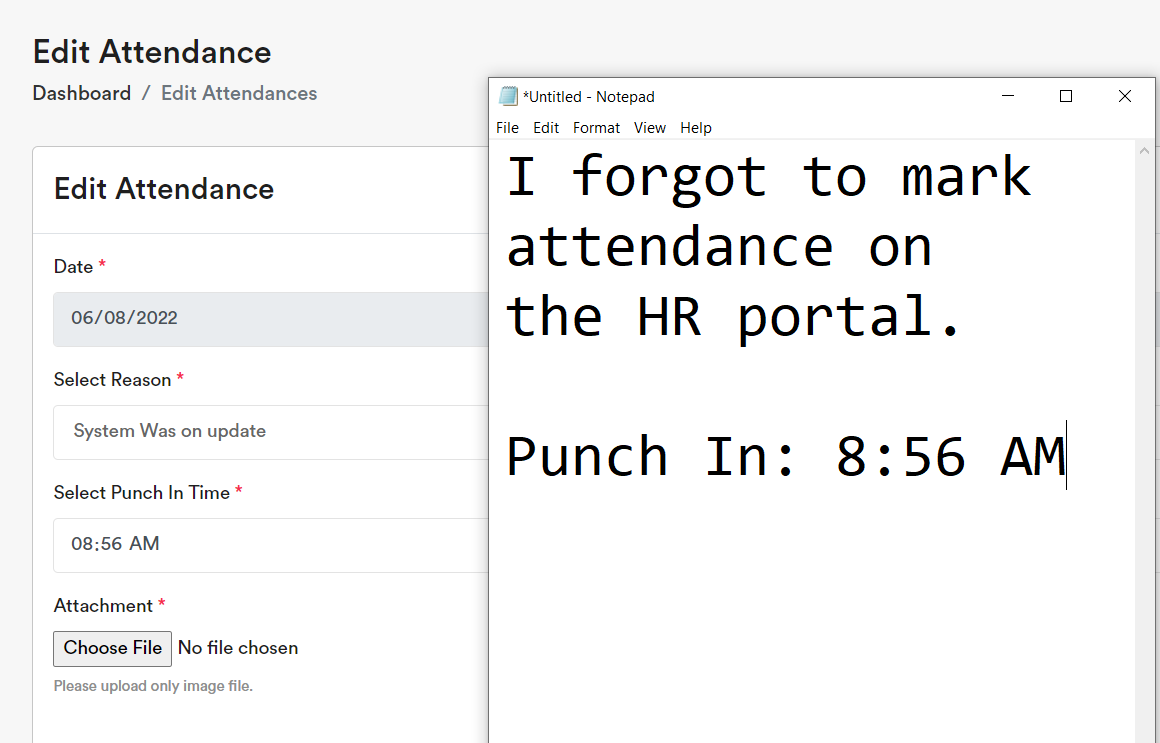 Edit Attendance
Dashboard / Edit Attendances
Edit Attendance
Date *
06/08/2022
Select Reason *
System Was on update
Select Punch In Time *
08:56 AM
Attachment *
Choose File No file chosen
Please upload only image file.
*Untitled - Notepad
File Edit Format View Help
I forgot to mark
attendance on
the HR portal.
Punch In: 8:56 AM